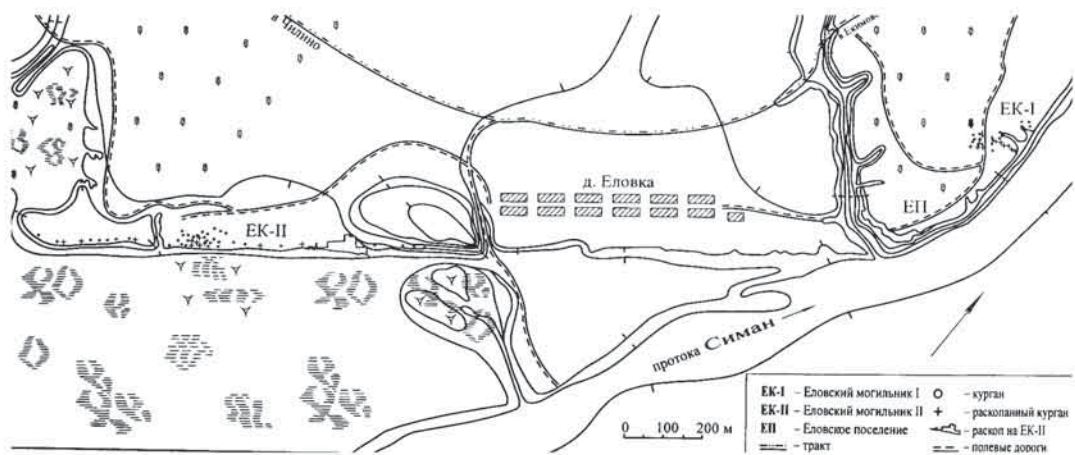 в Чилино
в Екимово
ЕК-I
д. Еловка
ЕП
ЕК-II
протока Симан
ЕК-I – Еловский могильник I
ЕК-II – Еловский могильник II
ЕП – Еловское поселение
– тракт
– курган
– раскопанный курган
– раскоп на ЕК-II
– полевые дороги
0 100 200 м